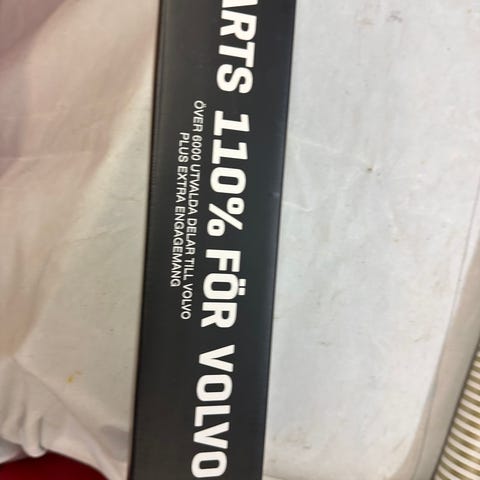 ARTS 110% FÖR VOLVO
ÖVER 6000 UTVALDA DELAR TILL VOLVO
PLUS EXTRA ENGAGEMANG